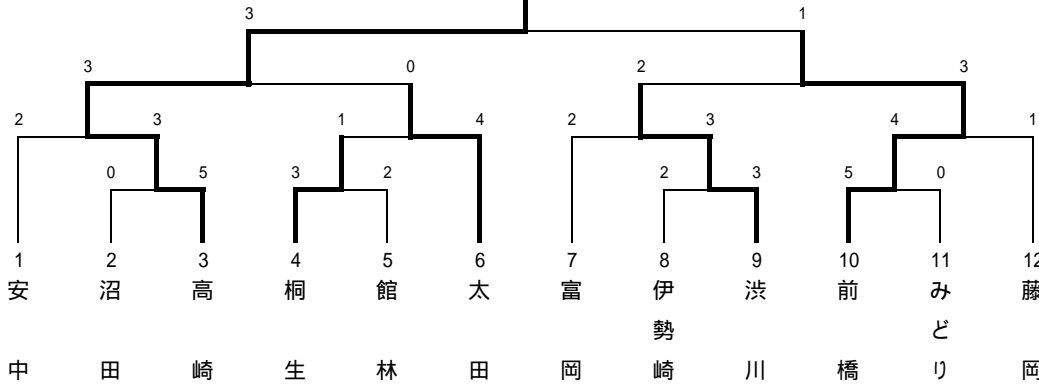 3 1
3 0 2 3
2 3 1 4 2 3 4 1
0 5 3 2 2 3 5 0
1 2 3 4 5 6 7 8 9 10 11 12
安中
沼田
高崎
桐生
館林
太田
富岡
伊勢崎
渋川
前橋
みどり
藤岡